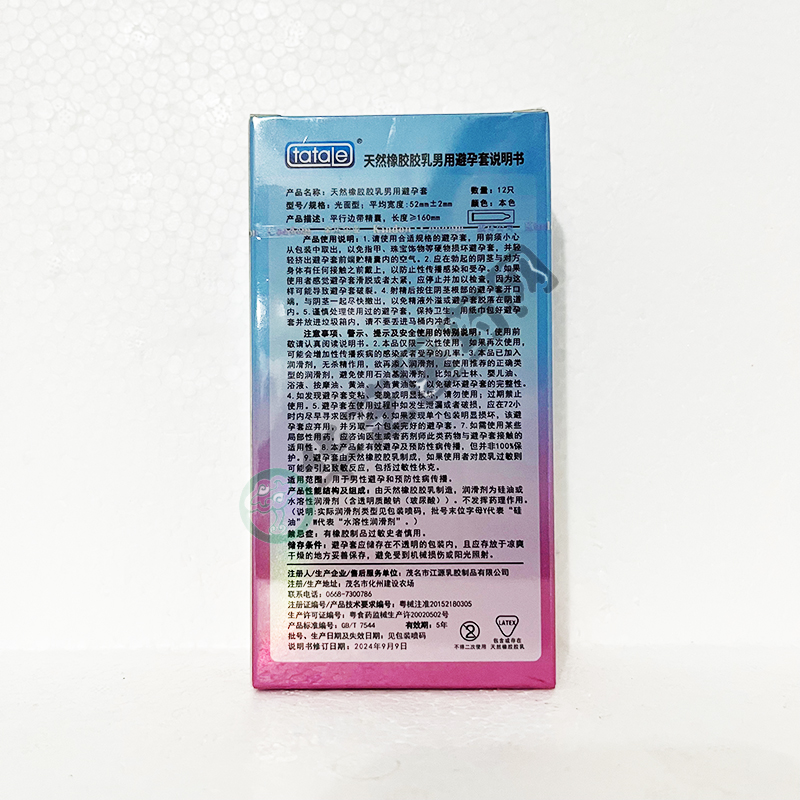 tatale®
天然橡胶胶乳男用避孕套说明书
产品名称：天然橡胶胶乳男用避孕套 数量：12只
型号/规格：光面型；平均宽度：52mm±2mm 颜色：本色
产品描述：平行边带精囊，长度≥160mm
产品使用说明：1.请使用合适规格的避孕套，用前须小心
从包装中取出，以免指甲、珠宝饰物等硬物损坏避孕套，并轻
轻挤出避孕套前端贮精囊内的空气。2.应在勃起的阴茎与对方
身体有任何接触之前戴上，以防止性传播感染和受孕。3.如果
使用者感觉避孕套滑脱或者太紧，应停止并加以检查，因为这
样可能导致避孕套破裂。4.射精后按住阴茎根部的避孕套开口
端，与阴茎一起尽快撤出，以免精液外溢或避孕套脱落在阴道
内。5.谨慎处理使用过的避孕套，保持卫生，用纸巾包好避孕
套并放进垃圾箱内，请不要丢进马桶内冲走。
注意事项、警示、提示及安全使用的特别说明：1.使用前
敬请认真阅读说明书。2.本品仅限一次性使用，如果再次使用，
可能会增加性传播疾病的感染或者受孕的几率。3.本品已加入
润滑剂，无杀精作用，欲再添入润滑剂，应使用推荐的正确类
型的润滑剂，避免使用石油基润滑剂，比如凡士林、婴儿油、
浴液、按摩油、黄油、人造黄油等，以免破坏避孕套的完整性。
4.如发现避孕套变粘、变脆或明显损坏，请勿使用；过期禁止
使用。5.避孕套在使用过程中如发生泄漏或者破损，应在72小
时内尽早寻求医疗补救。6.如果发现单个包装明显损坏，该避
孕套应弃用，并另取一个包装完好的避孕套。7.如需使用某些
局部性用药，应咨询医生或者药剂师此类药物与避孕套接触的
适用性。8.本产品能有效避孕及预防性病传播，但并非100%保
护。9.避孕套由天然橡胶胶乳制成，如果使用者对胶乳过敏则
可能会引起致敏反应，包括过敏性休克。
适用范围：用于男性避孕和预防性病传播。
产品性能结构及组成：由天然橡胶胶乳制造，润滑剂为硅油或
水溶性润滑剂（含透明质酸钠（玻尿酸））。不发挥药理作用。
（说明:实际润滑剂类型见包装喷码，批号末位字母Y代表“硅
油”，W代表“水溶性润滑剂”。）
禁忌症：有橡胶制品过敏史者慎用。
储存条件：避孕套应储存在不透明的包装内，且应存放于凉爽
干燥的地方妥善保存，避免受到机械损伤或阳光照射。
注册人/生产企业/售后服务单位：茂名市江源乳胶制品有限公司
注册/生产地址：茂名市化州建设农场
联系电话：0668-7300786
注册证编号/产品技术要求编号：粤械注准20152180305
生产许可证编号：粤食药监械生产许20020502号
产品标准编号：GB/T 7544 有效期：5年
批号、生产日期及失效日期：见包装喷码
说明书修订日期：2024年9月9日
不得二次使用
LATEX
包含或存在
天然橡胶胶乳